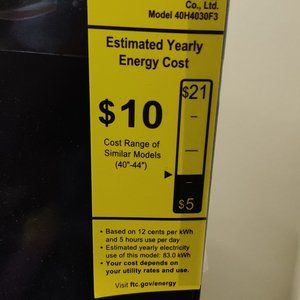 Co., Ltd.
Model 40H4030F3
Estimated Yearly
Energy Cost
$10
$21
Cost Range of
Similar Models
(40"-44")
$5
• Based on 12 cents per kWh
and 5 hours use per day
• Estimated yearly electricity
use of this model: 83.0 kWh
• Your cost depends on
your utility rates and use.
Visit ftc.gov/energy